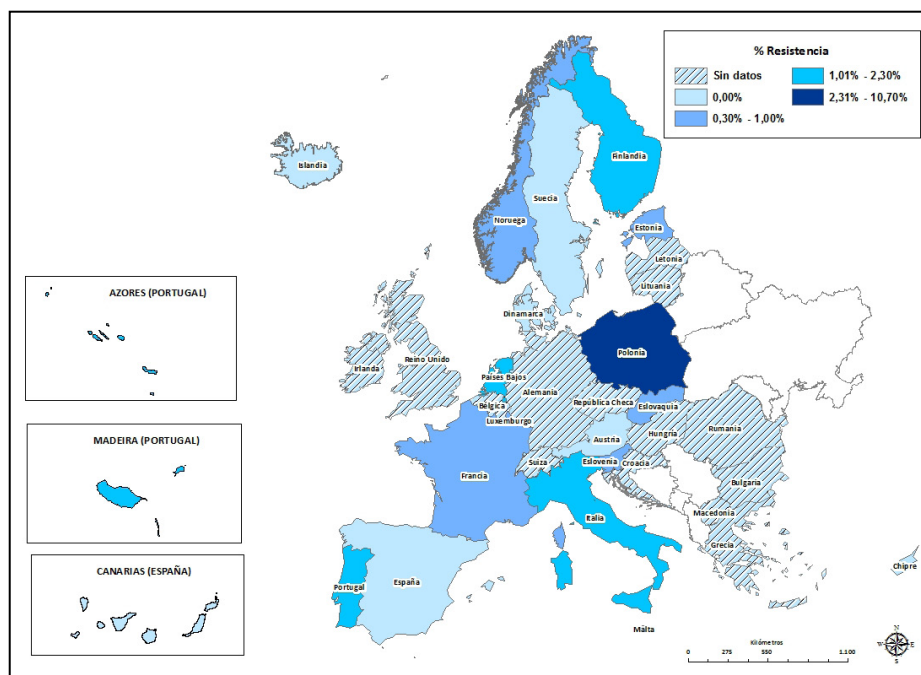 % Resistencia
Sin datos
0,00%
0,30% - 1,00%
1,01% - 2,30%
2,31% - 10,70%
Islandia
Finlandia
Suecia
Noruega
Estonia
Letonia
Lituania
AZORES (PORTUGAL)
Dinamarca
Irlanda
Reino Unido
Países Bajos
Polonia
Alemania
Bélgica
República Checa
Luxemburgo
Eslovaquia
MADEIRA (PORTUGAL)
Austria
Hungría
Rumania
Suiza
Eslovenia
Croacia
Francia
Bulgaria
Italia
Macedonia
Grecia
Chipre
CANARIAS (ESPAÑA)
Portugal
España
Málta
Kilómetros
0 275 550 1.100
N
W E
S